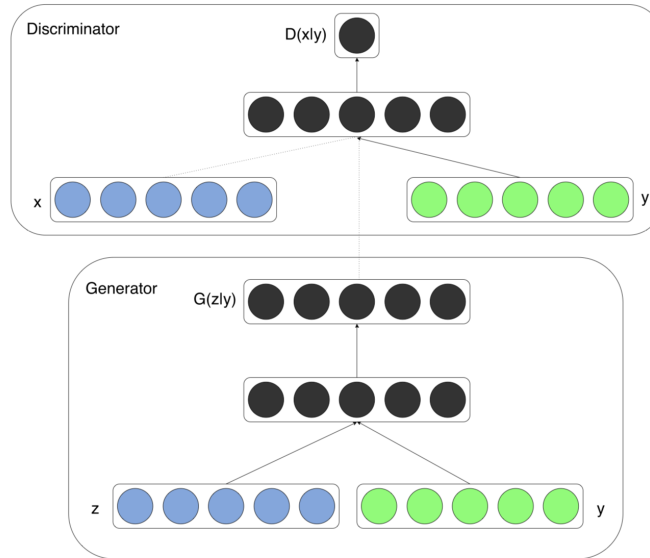 Discriminator
D(x|y)
x
y
Generator
G(z|y)
z
y